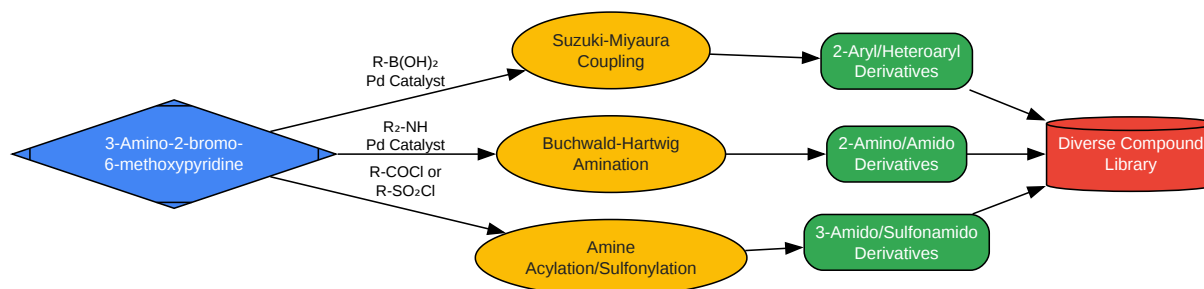 3-Amino-2-bromo-
6-methoxypyridine
R-B(OH)₂
Pd Catalyst
R₂-NH
Pd Catalyst
R-COCl or
R-SO₂Cl
Suzuki-Miyaura
Coupling
Buchwald-Hartwig
Amination
Amine
Acylation/Sulfonylation
2-Aryl/Heteroaryl
Derivatives
2-Amino/Amido
Derivatives
3-Amido/Sulfonamido
Derivatives
Diverse Compound
Library